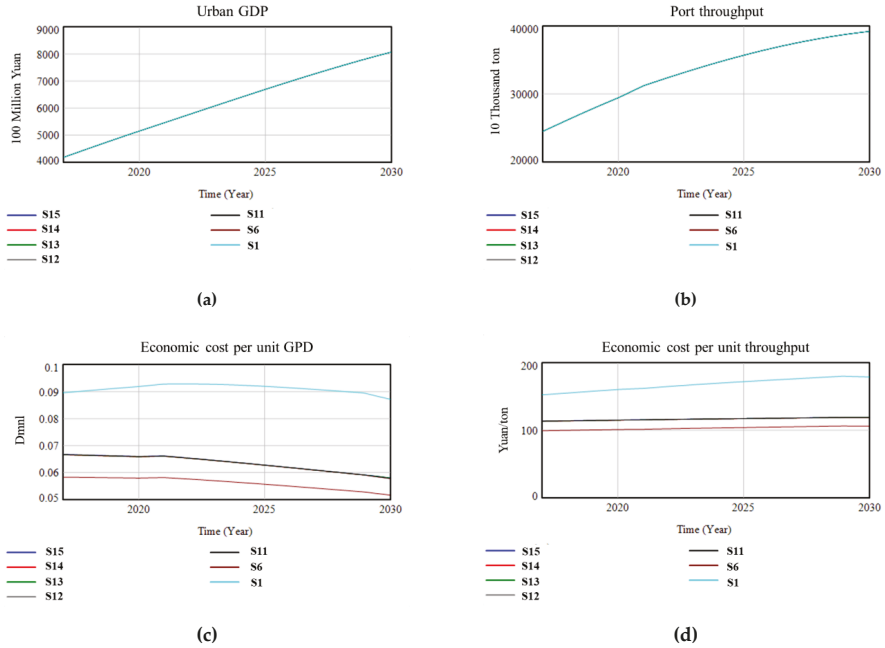 Urban GDP
100 Million Yuan
9000
8000
7000
6000
5000
4000
2020
2025
2030
Time (Year)
S15
S14
S13
S12
S11
S6
S1
(a)
Port throughput
10 Thousand ton
40000
30000
20000
2020
2025
2030
Time (Year)
S15
S14
S13
S12
S11
S6
S1
(b)
Economic cost per unit GPD
Dmnl
0.1
0.09
0.08
0.07
0.06
0.05
2020
2025
2030
Time (Year)
S15
S14
S13
S12
S11
S6
S1
(c)
Economic cost per unit throughput
Yuan/ton
200
100
0
2020
2025
2030
Time (Year)
S15
S14
S13
S12
S11
S6
S1
(d)